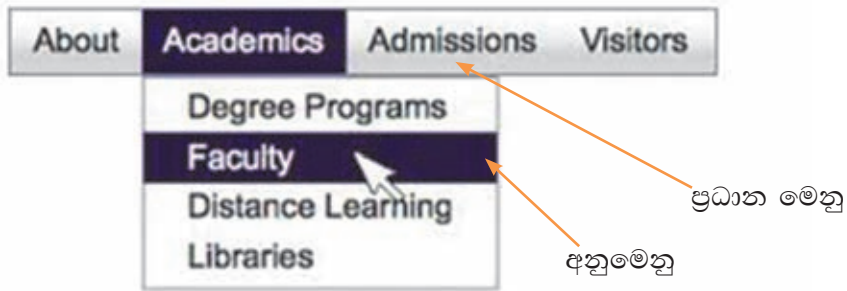 About Academics Admissions Visitors
Degree Programs
Faculty
Distance Learning
Libraries
ප්‍රධාන මෙනු
අනුමෙනු